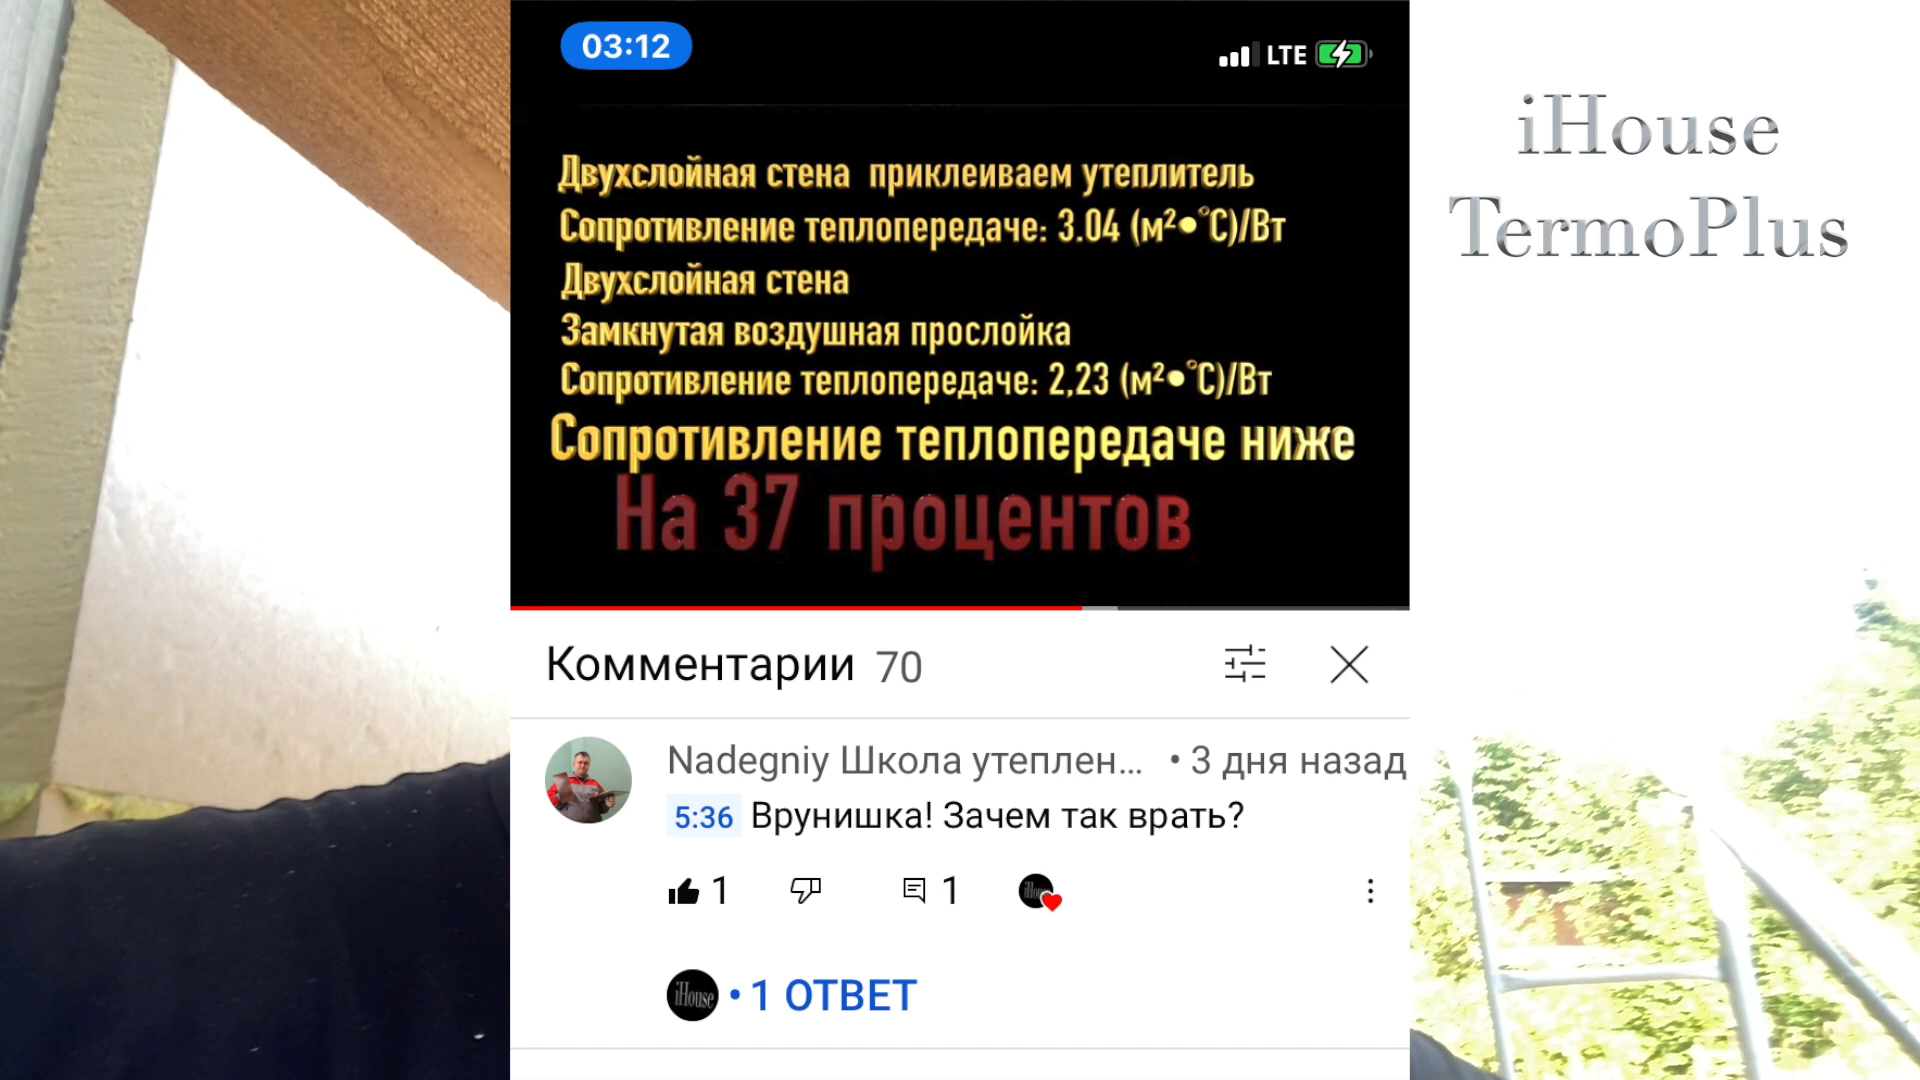 03:12
LTE
iHouse
TermoPlus
Двухслойная стена приклеиваем утеплитель
Сопротивление теплопередаче: 3.04 (м²•°С)/Вт
Двухслойная стена
Замкнутая воздушная прослойка
Сопротивление теплопередаче: 2,23 (м²•°С)/Вт
Сопротивление теплопередаче ниже
На 37 процентов
Комментарии 70
Nadegniy Школа утеплен... • 3 дня назад
5:36 Врунишка! Зачем так врать?
1 1
iHouse • 1 ОТВЕТ